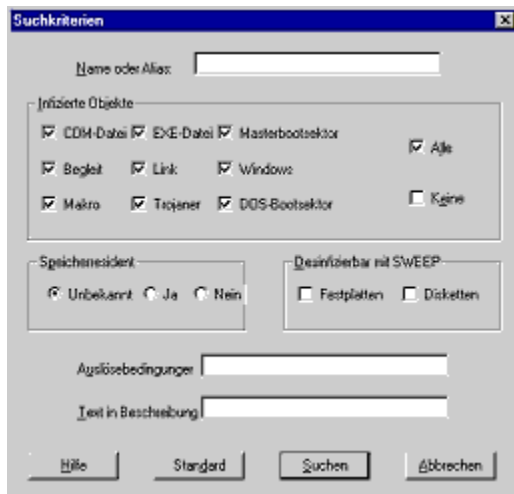 Suchkriterien
Name oder Alias:
Infizierte Objekte
COM-Datei EXE-Datei Masterbootsektor
Alle
Begleit Link Windows
Keine
Makro Trojaner DOS-Bootsektor
Speicherresident
Desinfizierbar mit SWEEP
Unbekannt Ja Nein
Festplatten Disketten
Auslösebedingungen
Text in Beschreibung
Hilfe Standard Suchen Abbrechen